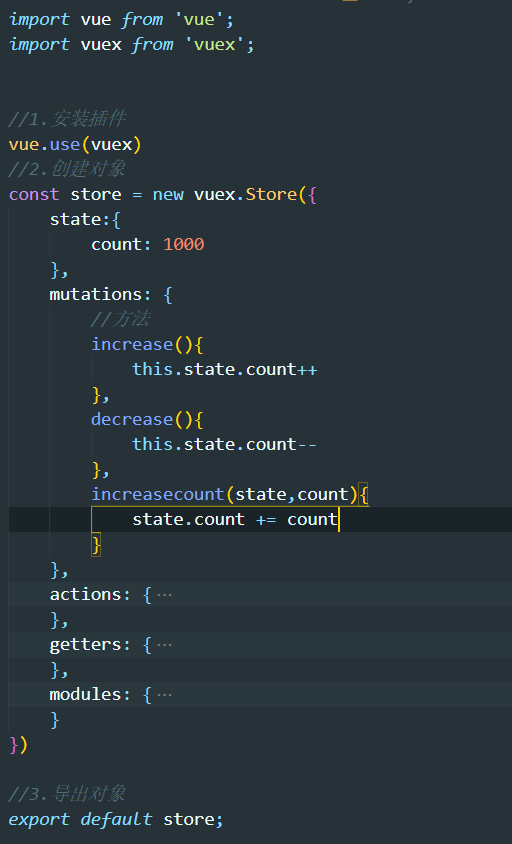 import vue from 'vue';
import vuex from 'vuex';
//1.安装插件
vue.use(vuex)
//2.创建对象
const store = new vuex.Store({
    state:{
        count: 1000
    },
    mutations: {
        //方法
        increase(){
            this.state.count++
        },
        decrease(){
            this.state.count--
        },
        increasecount(state,count){
            state.count += count
        }
    },
    actions: {···
    },
    getters: {···
    },
    modules: {···
    }
})
//3.导出对象
export default store;